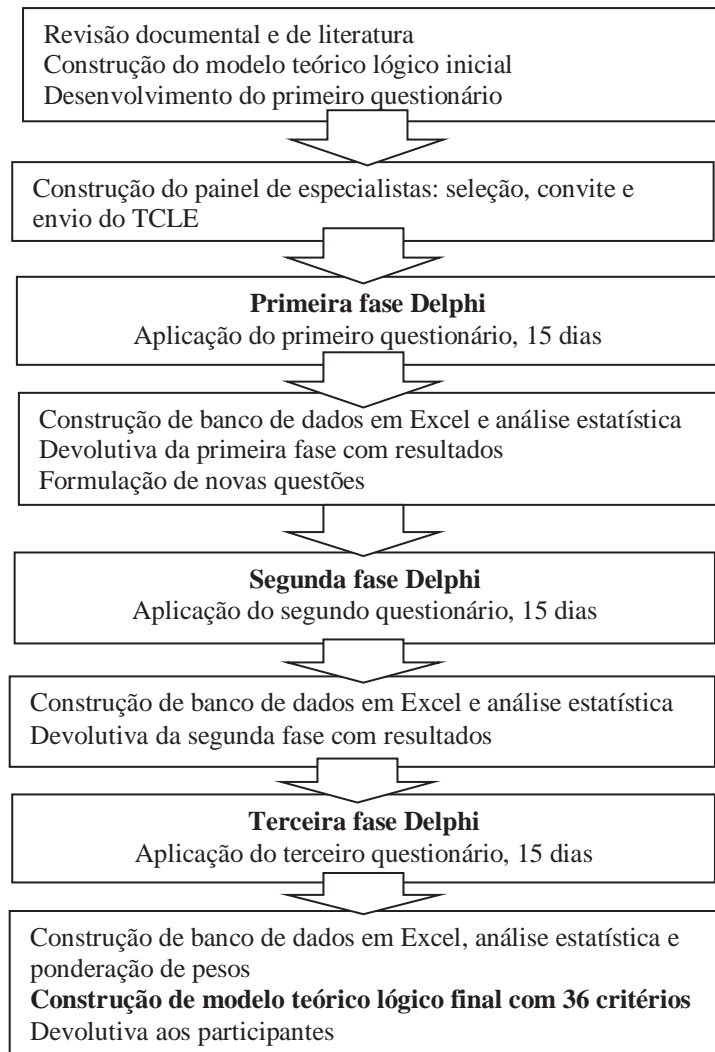 Revisão documental e de literatura
Construção do modelo teórico lógico inicial
Desenvolvimento do primeiro questionário
Construção do painel de especialistas: seleção, convite e
envio do TCLE
Primeira fase Delphi
Aplicação do primeiro questionário, 15 dias
Construção de banco de dados em Excel e análise estatística
Devolutiva da primeira fase com resultados
Formulação de novas questões
Segunda fase Delphi
Aplicação do segundo questionário, 15 dias
Construção de banco de dados em Excel e análise estatística
Devolutiva da segunda fase com resultados
Terceira fase Delphi
Aplicação do terceiro questionário, 15 dias
Construção de banco de dados em Excel, análise estatística e
ponderação de pesos
Construção de modelo teórico lógico final com 36 critérios
Devolutiva aos participantes